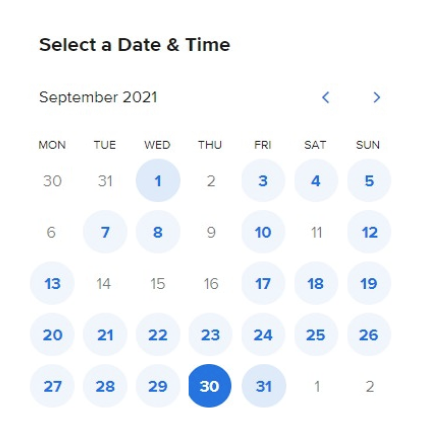 Select a Date & Time
September 2021
MON TUE WED THU FRI SAT SUN
30 31 1 2 3 4 5
6 7 8 9 10 11 12
13 14 15 16 17 18 19
20 21 22 23 24 25 26
27 28 29 30 31 1 2